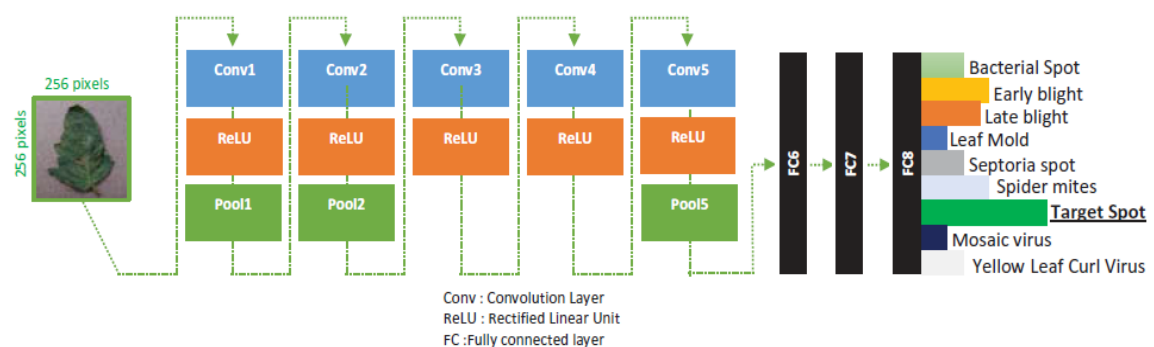 256 pixels
256 pixels
Conv1
Conv2
Conv3
Conv4
Conv5
ReLU
ReLU
ReLU
ReLU
ReLU
Pool1
Pool2
Pool5
FC6
FC7
FC8
Bacterial Spot
Early blight
Late blight
Leaf Mold
Septoria spot
Spider mites
Target Spot
Mosaic virus
Yellow Leaf Curl Virus
Conv : Convolution Layer
ReLU : Rectified Linear Unit
FC :Fully connected layer